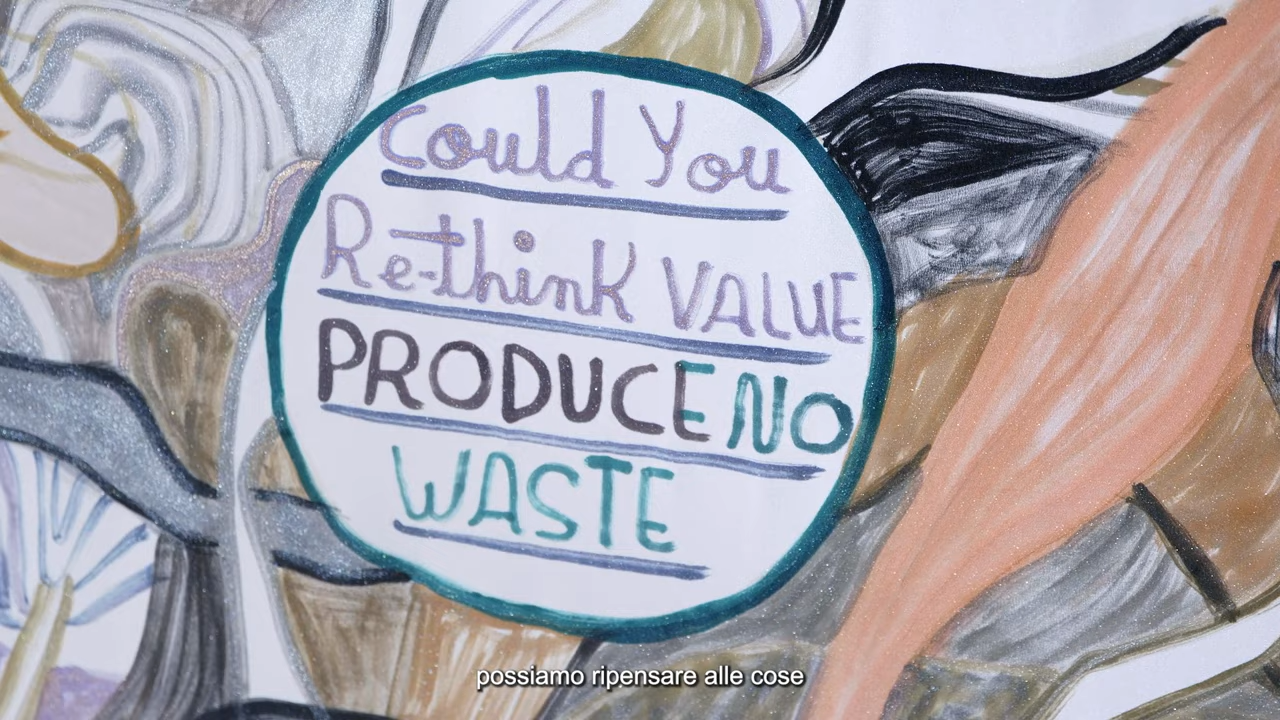 Could You
Re-think VALUE
PRODUCE NO
WASTE
possiamo ripensare alle cose